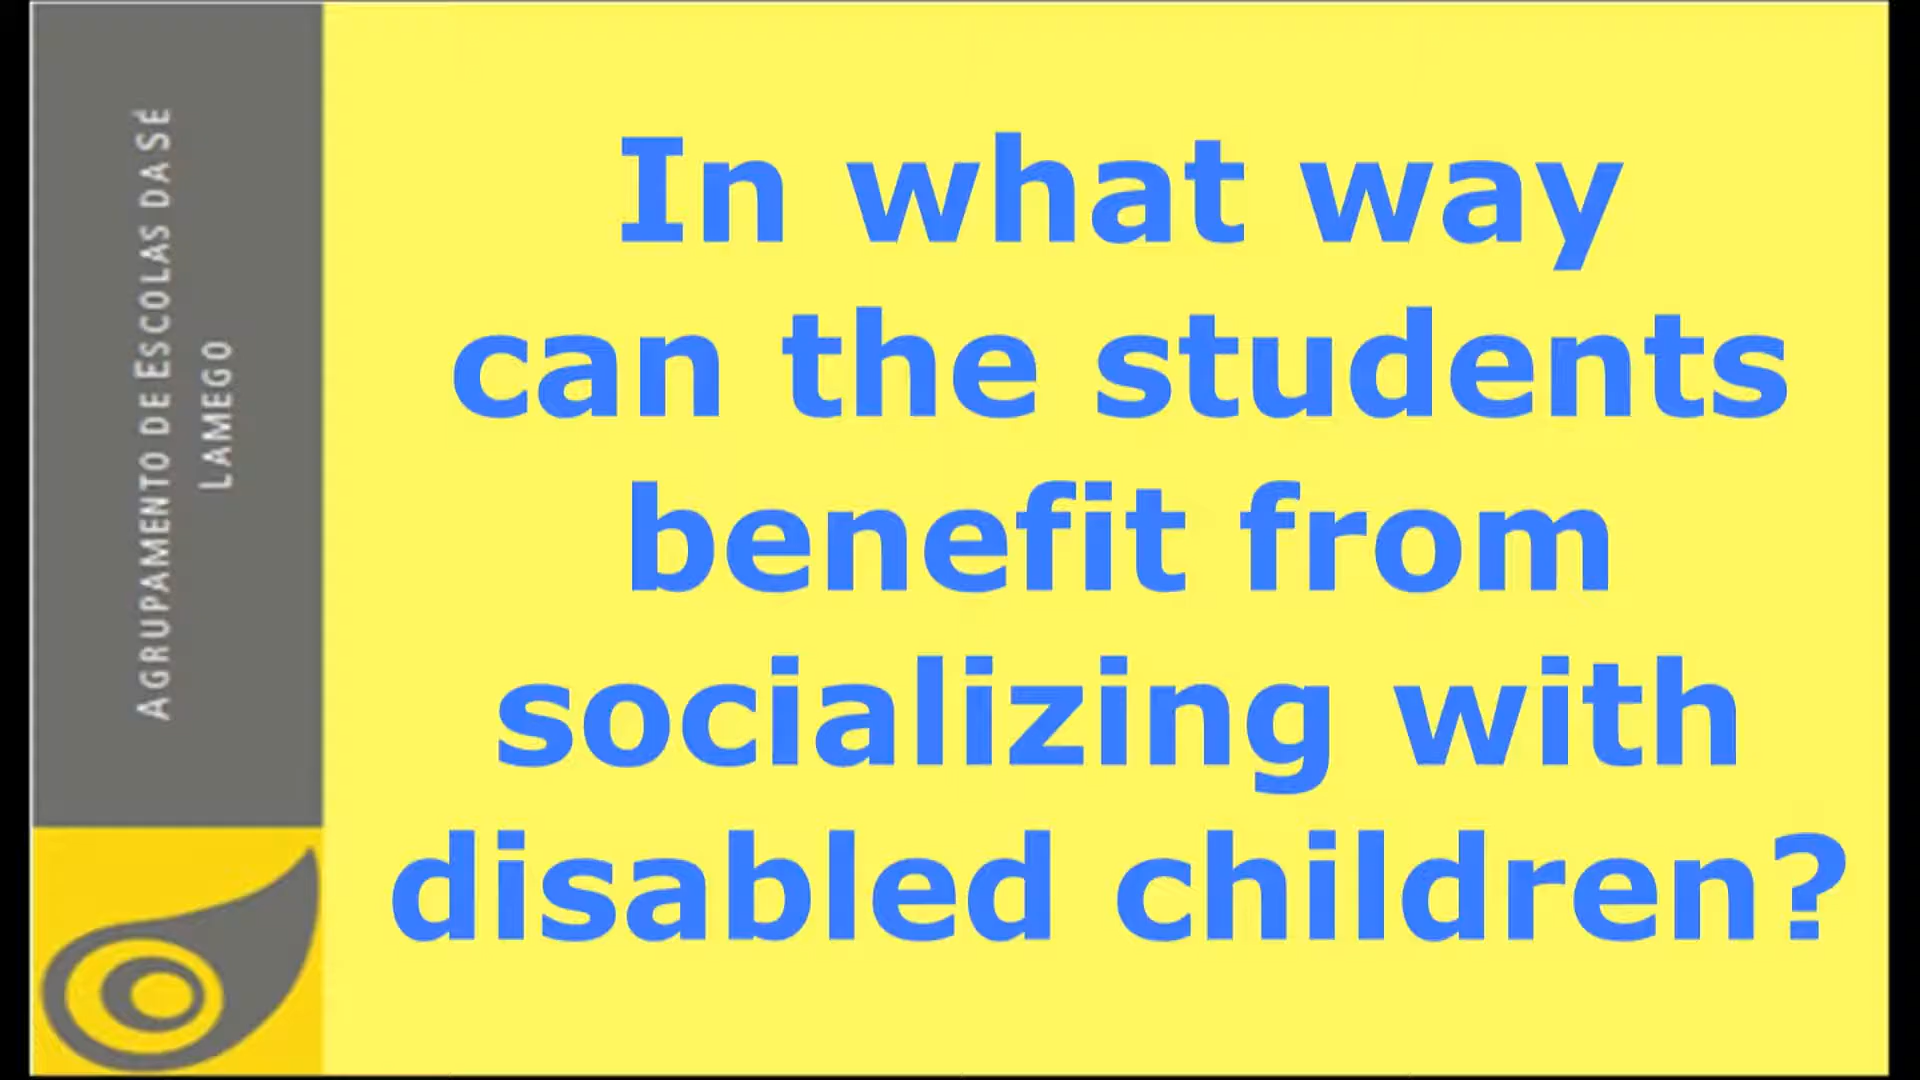 AGRUPAMENTO DE ESCOLAS DA SÉ
LAMEGO
In what way
can the students
benefit from
socializing with
disabled children?